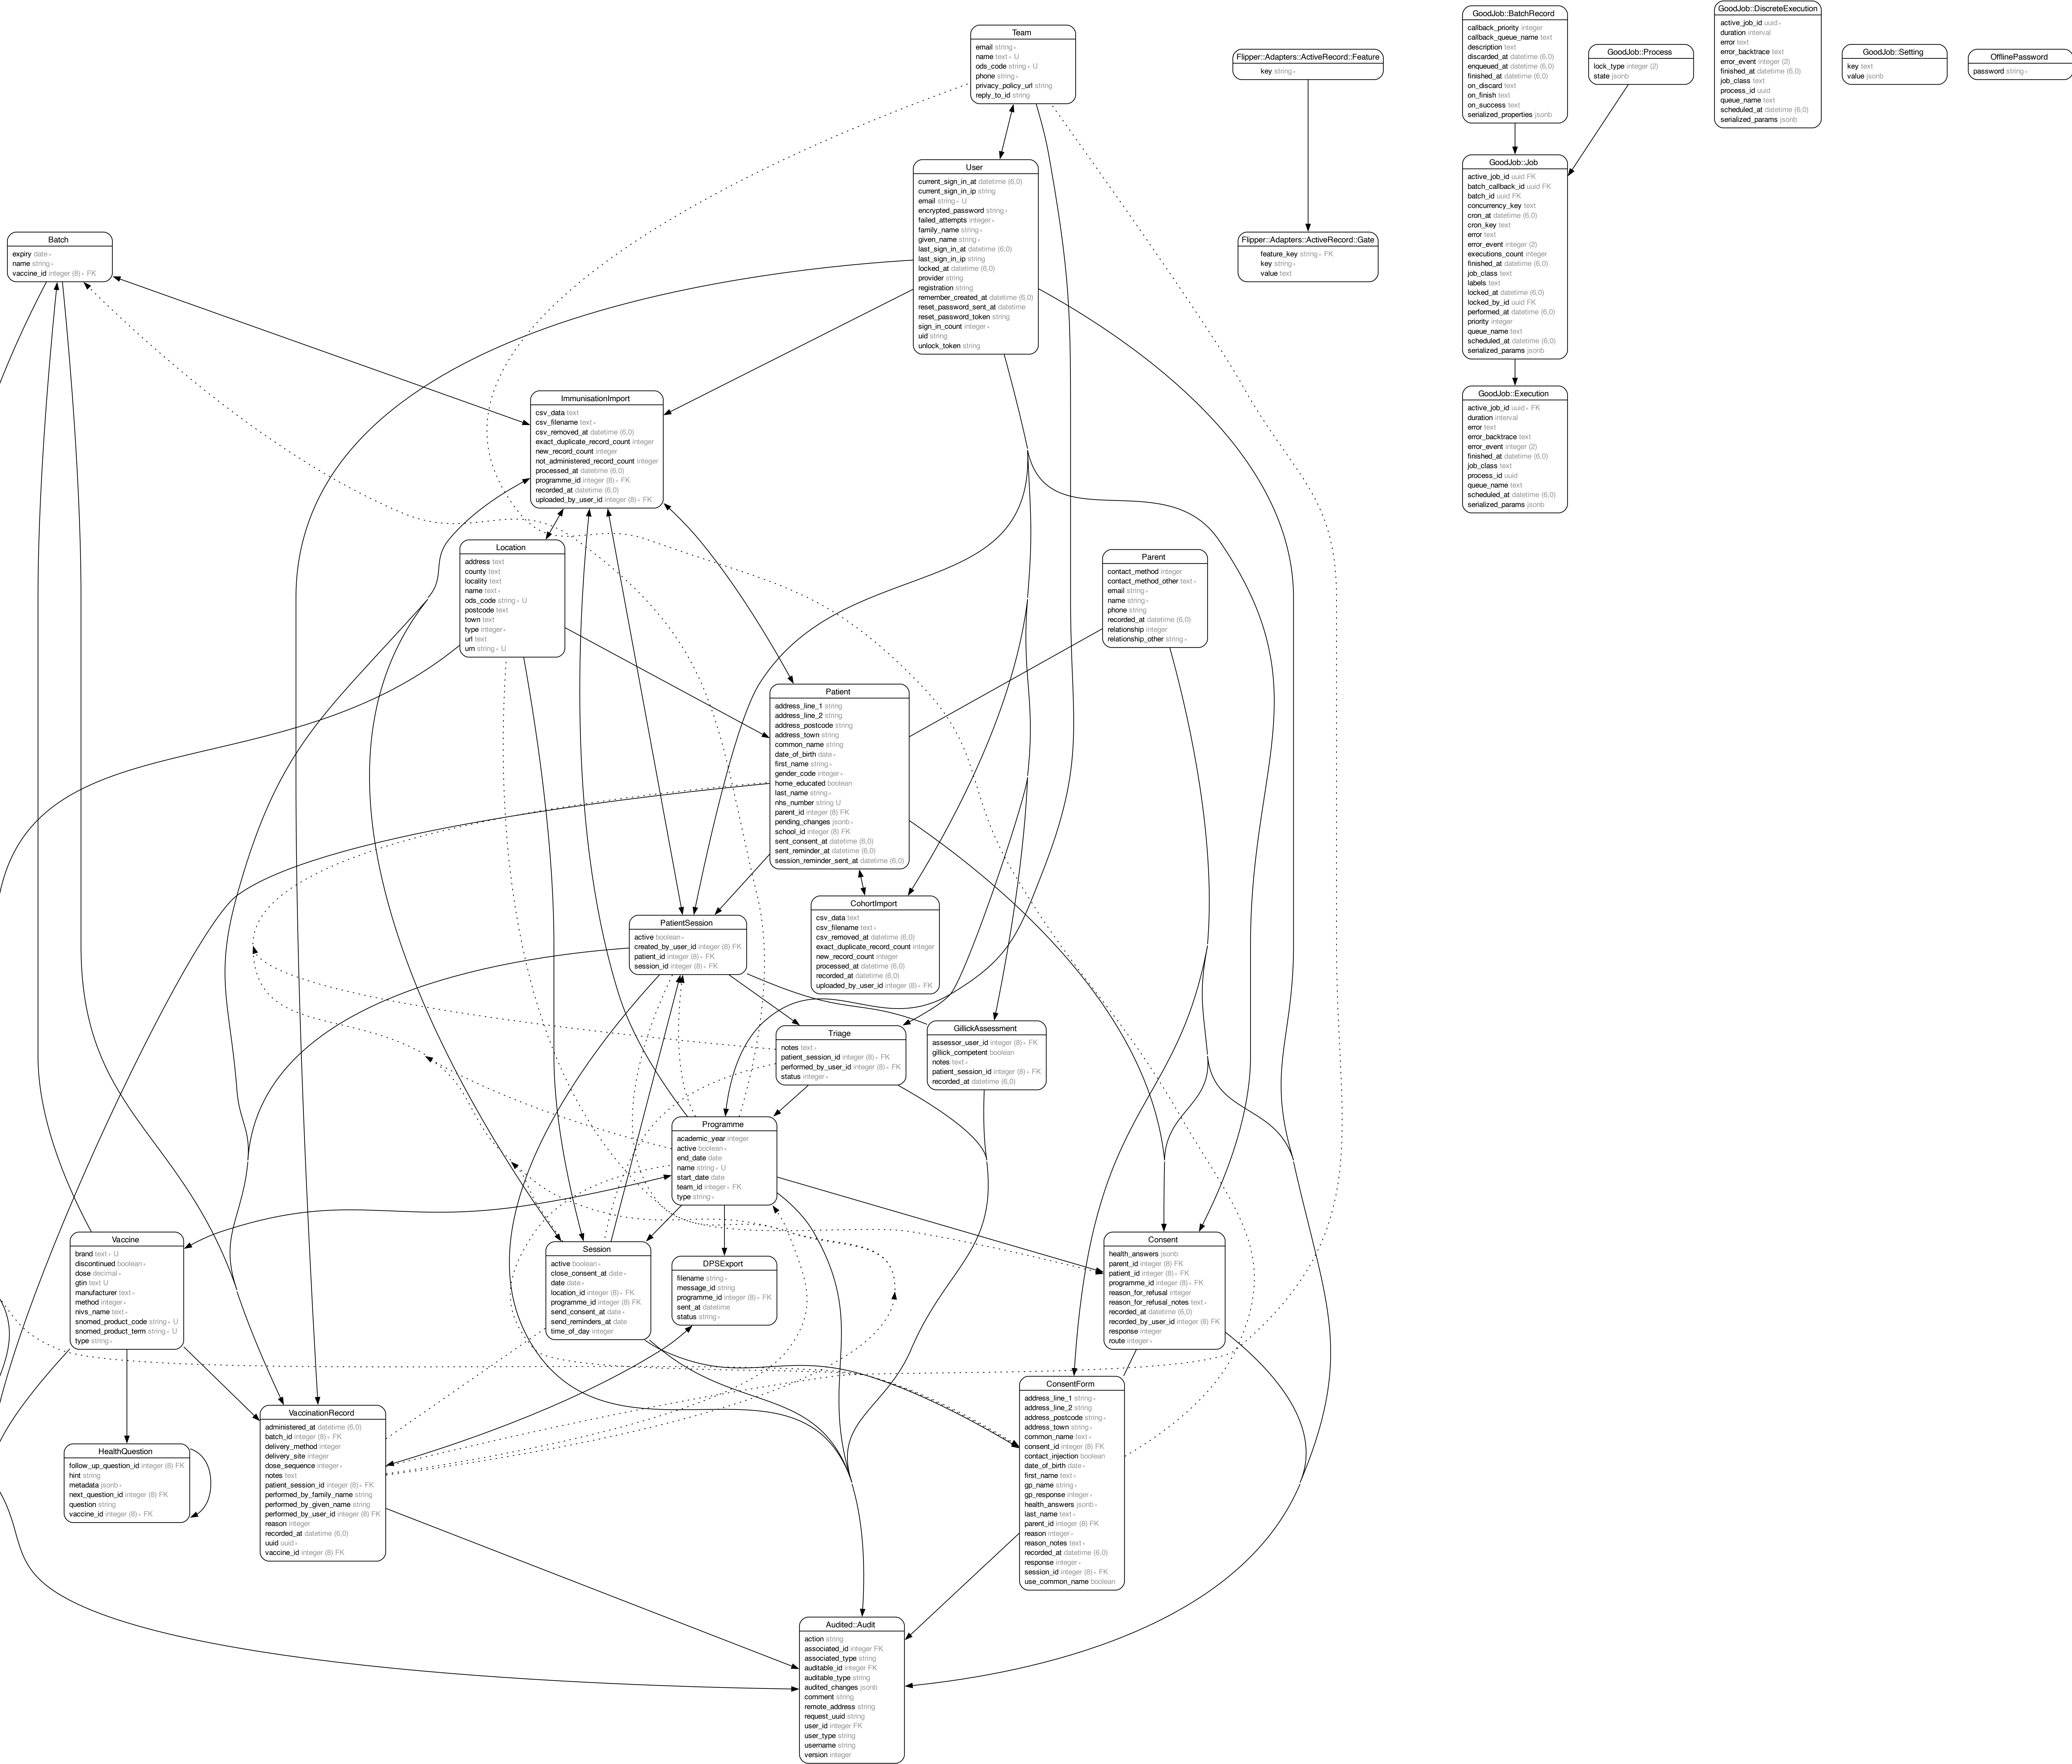 Team
email string ∗
name text ∗ U
ods_code string ∗ U
phone string ∗
privacy_policy_url string
reply_to_id string
Flipper::Adapters::ActiveRecord::Feature
key string ∗
GoodJob::BatchRecord
callback_priority integer
callback_queue_name text
description text
discarded_at datetime (6,0)
enqueued_at datetime (6,0)
finished_at datetime (6,0)
on_discard text
on_finish text
on_success text
serialized_properties jsonb
GoodJob::Process
lock_type integer (2)
state jsonb
GoodJob::DiscreteExecution
active_job_id uuid ∗
duration interval
error text
error_backtrace text
error_event integer (2)
finished_at datetime (6,0)
job_class text
process_id uuid
queue_name text
scheduled_at datetime (6,0)
serialized_params jsonb
GoodJob::Setting
key text
value jsonb
OfflinePassword
password string ∗
User
current_sign_in_at datetime (6,0)
current_sign_in_ip string
email string ∗ U
encrypted_password string ∗
failed_attempts integer ∗
family_name string ∗
given_name string ∗
last_sign_in_at datetime (6,0)
last_sign_in_ip string
locked_at datetime (6,0)
provider string
registration string
remember_created_at datetime (6,0)
reset_password_sent_at datetime
reset_password_token string
sign_in_count integer ∗
uid string
unlock_token string
Flipper::Adapters::ActiveRecord::Gate
feature_key string ∗ FK
key string ∗
value text
GoodJob::Job
active_job_id uuid FK
batch_callback_id uuid FK
batch_id uuid FK
concurrency_key text
cron_at datetime (6,0)
cron_key text
error text
error_event integer (2)
executions_count integer
finished_at datetime (6,0)
job_class text
labels text
locked_at datetime (6,0)
locked_by_id uuid FK
performed_at datetime (6,0)
priority integer
queue_name text
scheduled_at datetime (6,0)
serialized_params jsonb
GoodJob::Execution
active_job_id uuid ∗ FK
duration interval
error text
error_backtrace text
error_event integer (2)
finished_at datetime (6,0)
job_class text
process_id uuid
queue_name text
scheduled_at datetime (6,0)
serialized_params jsonb
Batch
expiry date ∗
name string ∗
vaccine_id integer (8) ∗ FK
ImmunisationImport
csv_data text
csv_filename text ∗
csv_removed_at datetime (6,0)
exact_duplicate_record_count integer
new_record_count integer
not_administered_record_count integer
processed_at datetime (6,0)
programme_id integer (8) ∗ FK
recorded_at datetime (6,0)
uploaded_by_user_id integer (8) ∗ FK
Location
address text
county text
locality text
name text ∗
ods_code string ∗ U
postcode text
town text
type integer ∗
url text
urn string ∗ U
Parent
contact_method integer
contact_method_other text ∗
email string ∗
name string ∗
phone string
recorded_at datetime (6,0)
relationship integer
relationship_other string ∗
Patient
address_line_1 string
address_line_2 string
address_postcode string
address_town string
common_name string
date_of_birth date ∗
first_name string ∗
gender_code integer ∗
home_educated boolean
last_name string ∗
nhs_number string U
parent_id integer (8) FK
pending_changes jsonb ∗
school_id integer (8) FK
sent_consent_at datetime (6,0)
sent_reminder_at datetime (6,0)
session_reminder_sent_at datetime (6,0)
PatientSession
active boolean ∗
created_by_user_id integer (8) FK
patient_id integer (8) ∗ FK
session_id integer (8) ∗ FK
CohortImport
csv_data text
csv_filename text ∗
csv_removed_at datetime (6,0)
exact_duplicate_record_count integer
new_record_count integer
processed_at datetime (6,0)
recorded_at datetime (6,0)
uploaded_by_user_id integer (8) ∗ FK
Triage
notes text ∗
patient_session_id integer (8) ∗ FK
performed_by_user_id integer (8) ∗ FK
status integer ∗
GillickAssessment
assessor_user_id integer (8) ∗ FK
gillick_competent boolean
notes text ∗
patient_session_id integer (8) ∗ FK
recorded_at datetime (6,0)
Programme
academic_year integer
active boolean ∗
end_date date
name string ∗ U
start_date date
team_id integer ∗ FK
type string ∗
Vaccine
brand text ∗ U
discontinued boolean ∗
dose decimal ∗
gtin text U
manufacturer text ∗
method integer ∗
nivs_name text ∗
snomed_product_code string ∗ U
snomed_product_term string ∗ U
type string ∗
Session
active boolean ∗
close_consent_at date ∗
date date ∗
location_id integer (8) ∗ FK
programme_id integer (8) FK
send_consent_at date ∗
send_reminders_at date
time_of_day integer
DPSExport
filename string ∗
message_id string
programme_id integer (8) ∗ FK
sent_at datetime
status string ∗
Consent
health_answers jsonb
parent_id integer (8) FK
patient_id integer (8) ∗ FK
programme_id integer (8) ∗ FK
reason_for_refusal integer
reason_for_refusal_notes text ∗
recorded_at datetime (6,0)
recorded_by_user_id integer (8) FK
response integer
route integer ∗
HealthQuestion
follow_up_question_id integer (8) FK
hint string
metadata jsonb ∗
next_question_id integer (8) FK
question string
vaccine_id integer (8) ∗ FK
VaccinationRecord
administered_at datetime (6,0)
batch_id integer (8) ∗ FK
delivery_method integer
delivery_site integer
dose_sequence integer ∗
notes text
patient_session_id integer (8) ∗ FK
performed_by_family_name string
performed_by_given_name string
performed_by_user_id integer (8) FK
reason integer
recorded_at datetime (6,0)
uuid uuid ∗
vaccine_id integer (8) FK
ConsentForm
address_line_1 string ∗
address_line_2 string
address_postcode string ∗
address_town string ∗
common_name text ∗
consent_id integer (8) FK
contact_injection boolean
date_of_birth date ∗
first_name text ∗
gp_name string ∗
gp_response integer ∗
health_answers jsonb ∗
last_name text ∗
parent_id integer (8) FK
reason integer ∗
reason_notes text ∗
recorded_at datetime (6,0)
response integer ∗
session_id integer (8) ∗ FK
use_common_name boolean
Audited::Audit
action string
associated_id integer FK
associated_type string
auditable_id integer FK
auditable_type string
audited_changes jsonb
comment string
remote_address string
request_uuid string
user_id integer FK
user_type string
username string
version integer